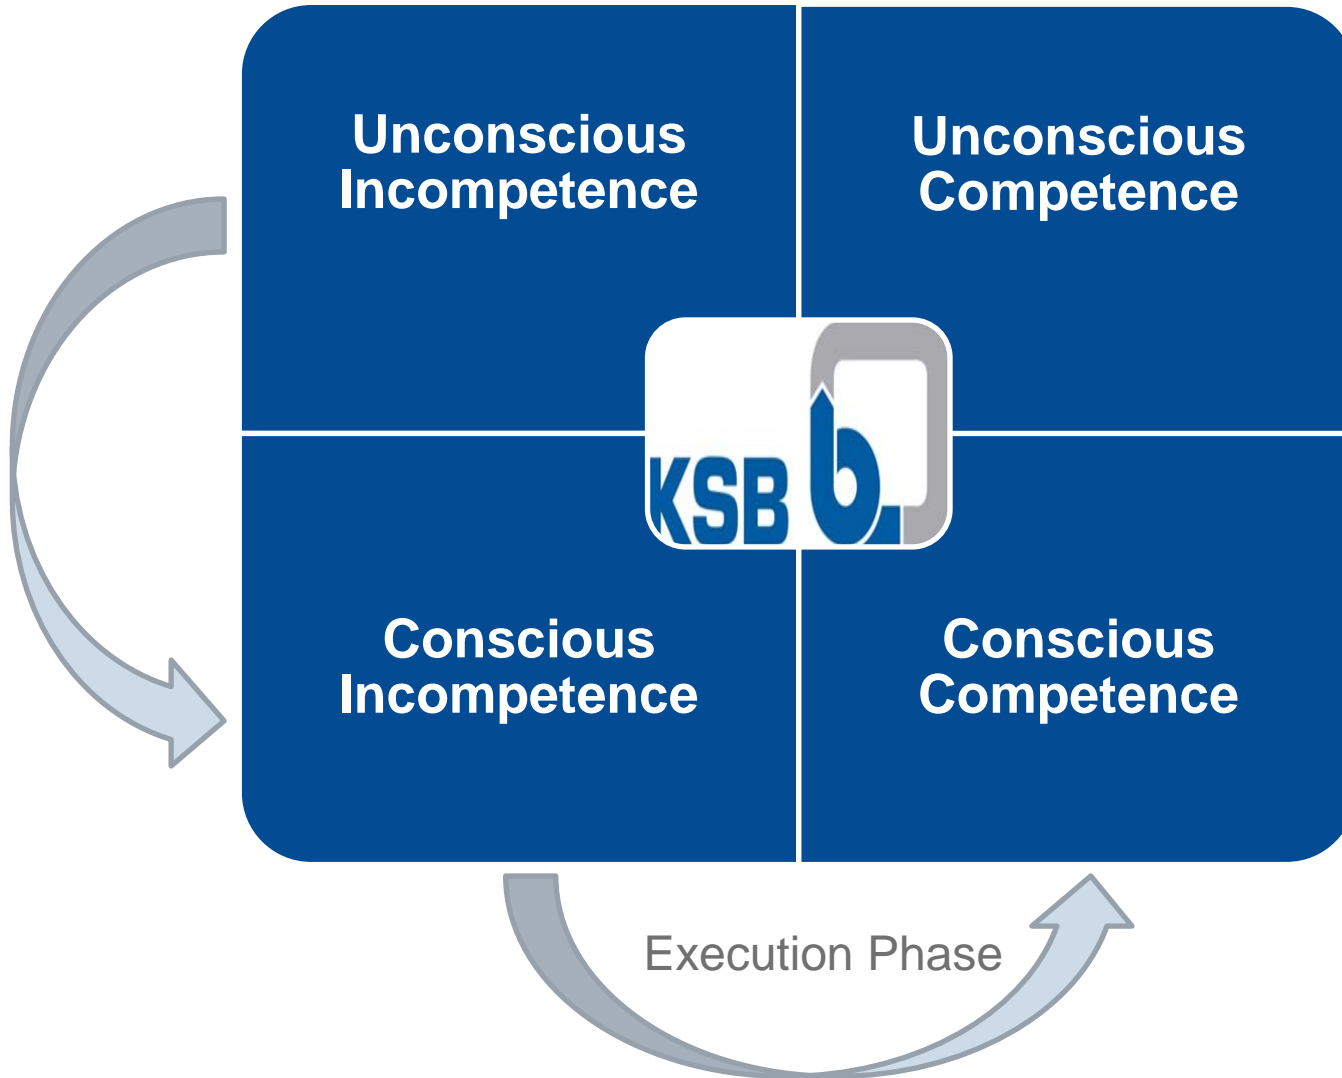 Unconscious
Incompetence
Unconscious
Competence
KSB
Conscious
Incompetence
Conscious
Competence
Execution Phase